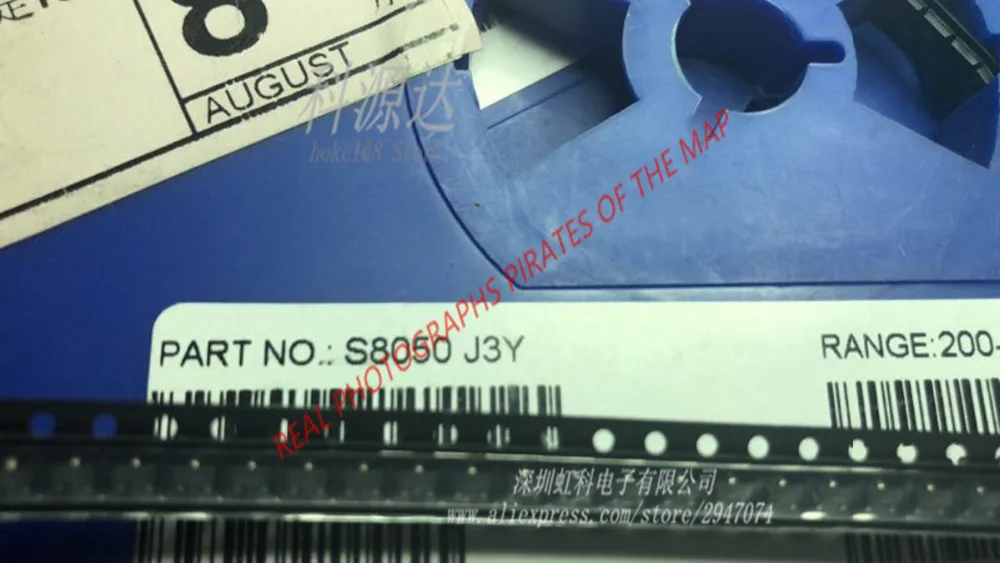 8
AUGUST
科源达
hoke168 Store
REAL PHOTOGRAPHS PIRATES OF THE MAP
PART NO.: S8050 J3Y
RANGE:200-
深圳虹科电子有限公司
www.aliexpress.com/store/2947074